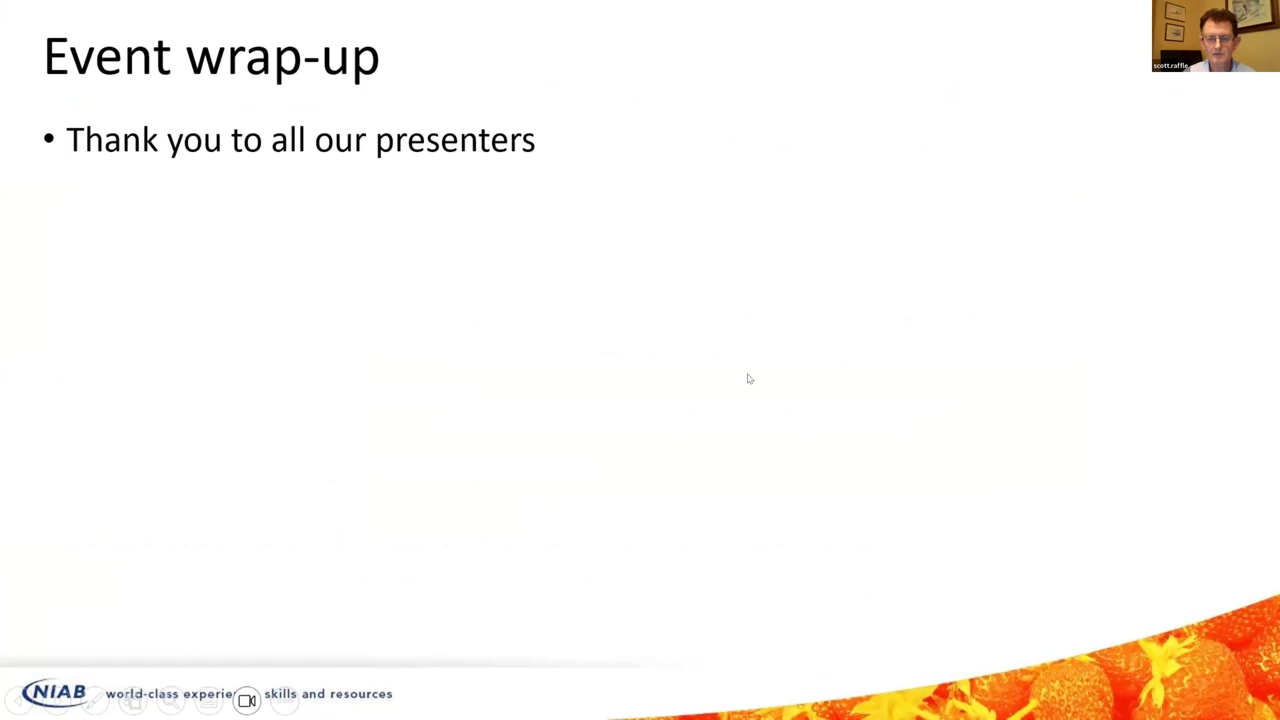 Event wrap-up
scott.raffle
• Thank you to all our presenters
NIAB world-class experie skills and resources